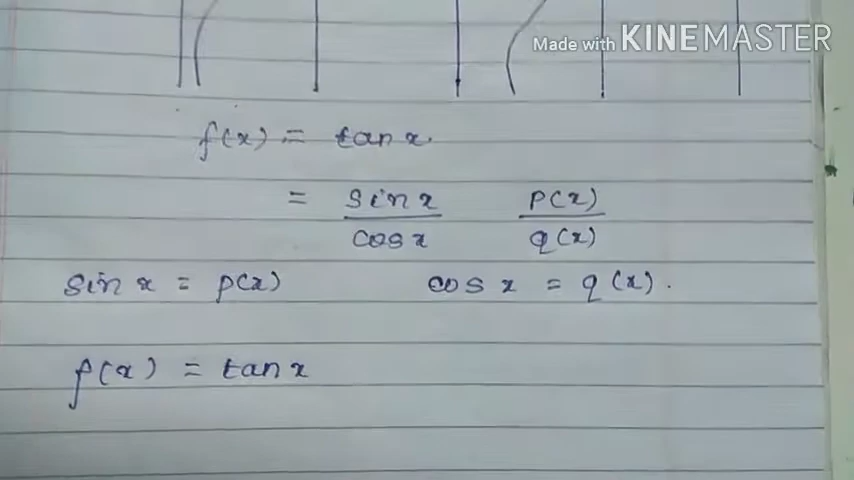 Made with KINEMASTER
f(x) = tan x.
= sin x / cos x    p(x) / q(x)
sin x = p(x)    cos x = q(x).
f(x) = tan x